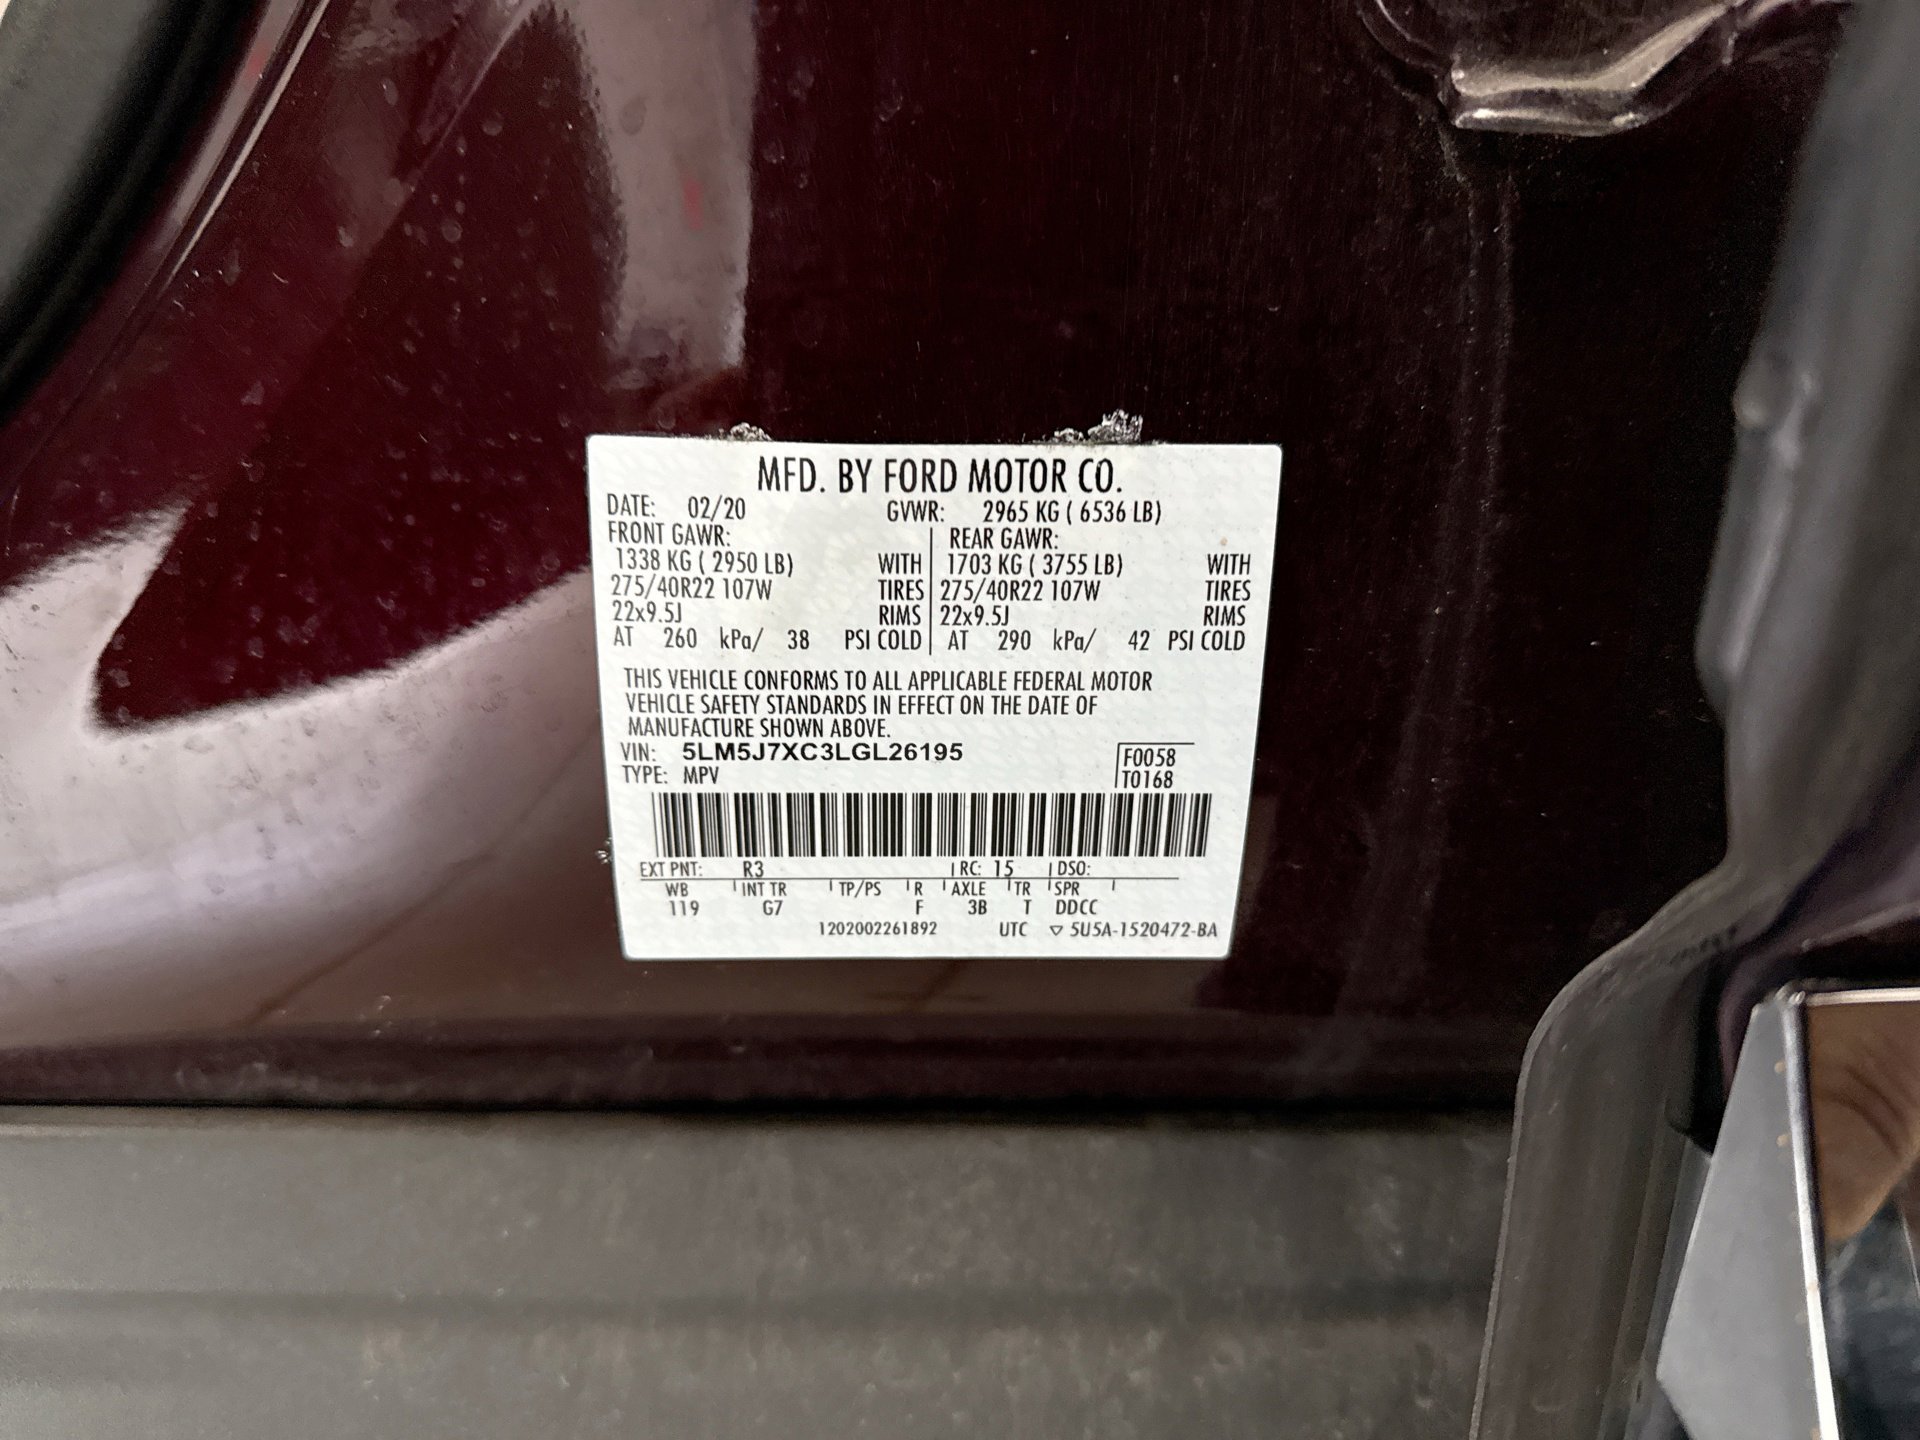 MFD. BY FORD MOTOR CO.
DATE: 02/20 GVWR: 2965 KG ( 6536 LB)
FRONT GAWR: REAR GAWR:
1338 KG ( 2950 LB) WITH 1703 KG ( 3755 LB) WITH
275/40R22 107W TIRES 275/40R22 107W TIRES
22x9.5J RIMS 22x9.5J RIMS
AT 260 kPa/ 38 PSI COLD AT 290 kPa/ 42 PSI COLD
THIS VEHICLE CONFORMS TO ALL APPLICABLE FEDERAL MOTOR
VEHICLE SAFETY STANDARDS IN EFFECT ON THE DATE OF
MANUFACTURE SHOWN ABOVE.
VIN: 5LM5J7XC3LGL26195 F0058
TYPE: MPV T0168
EXT PNT: R3 RC: 15 DSO:
WB INT TR TP/PS R AXLE TR SPR
119 G7 F 3B T DDCC
1202002261892 UTC ▽ 5U5A-1520472-BA